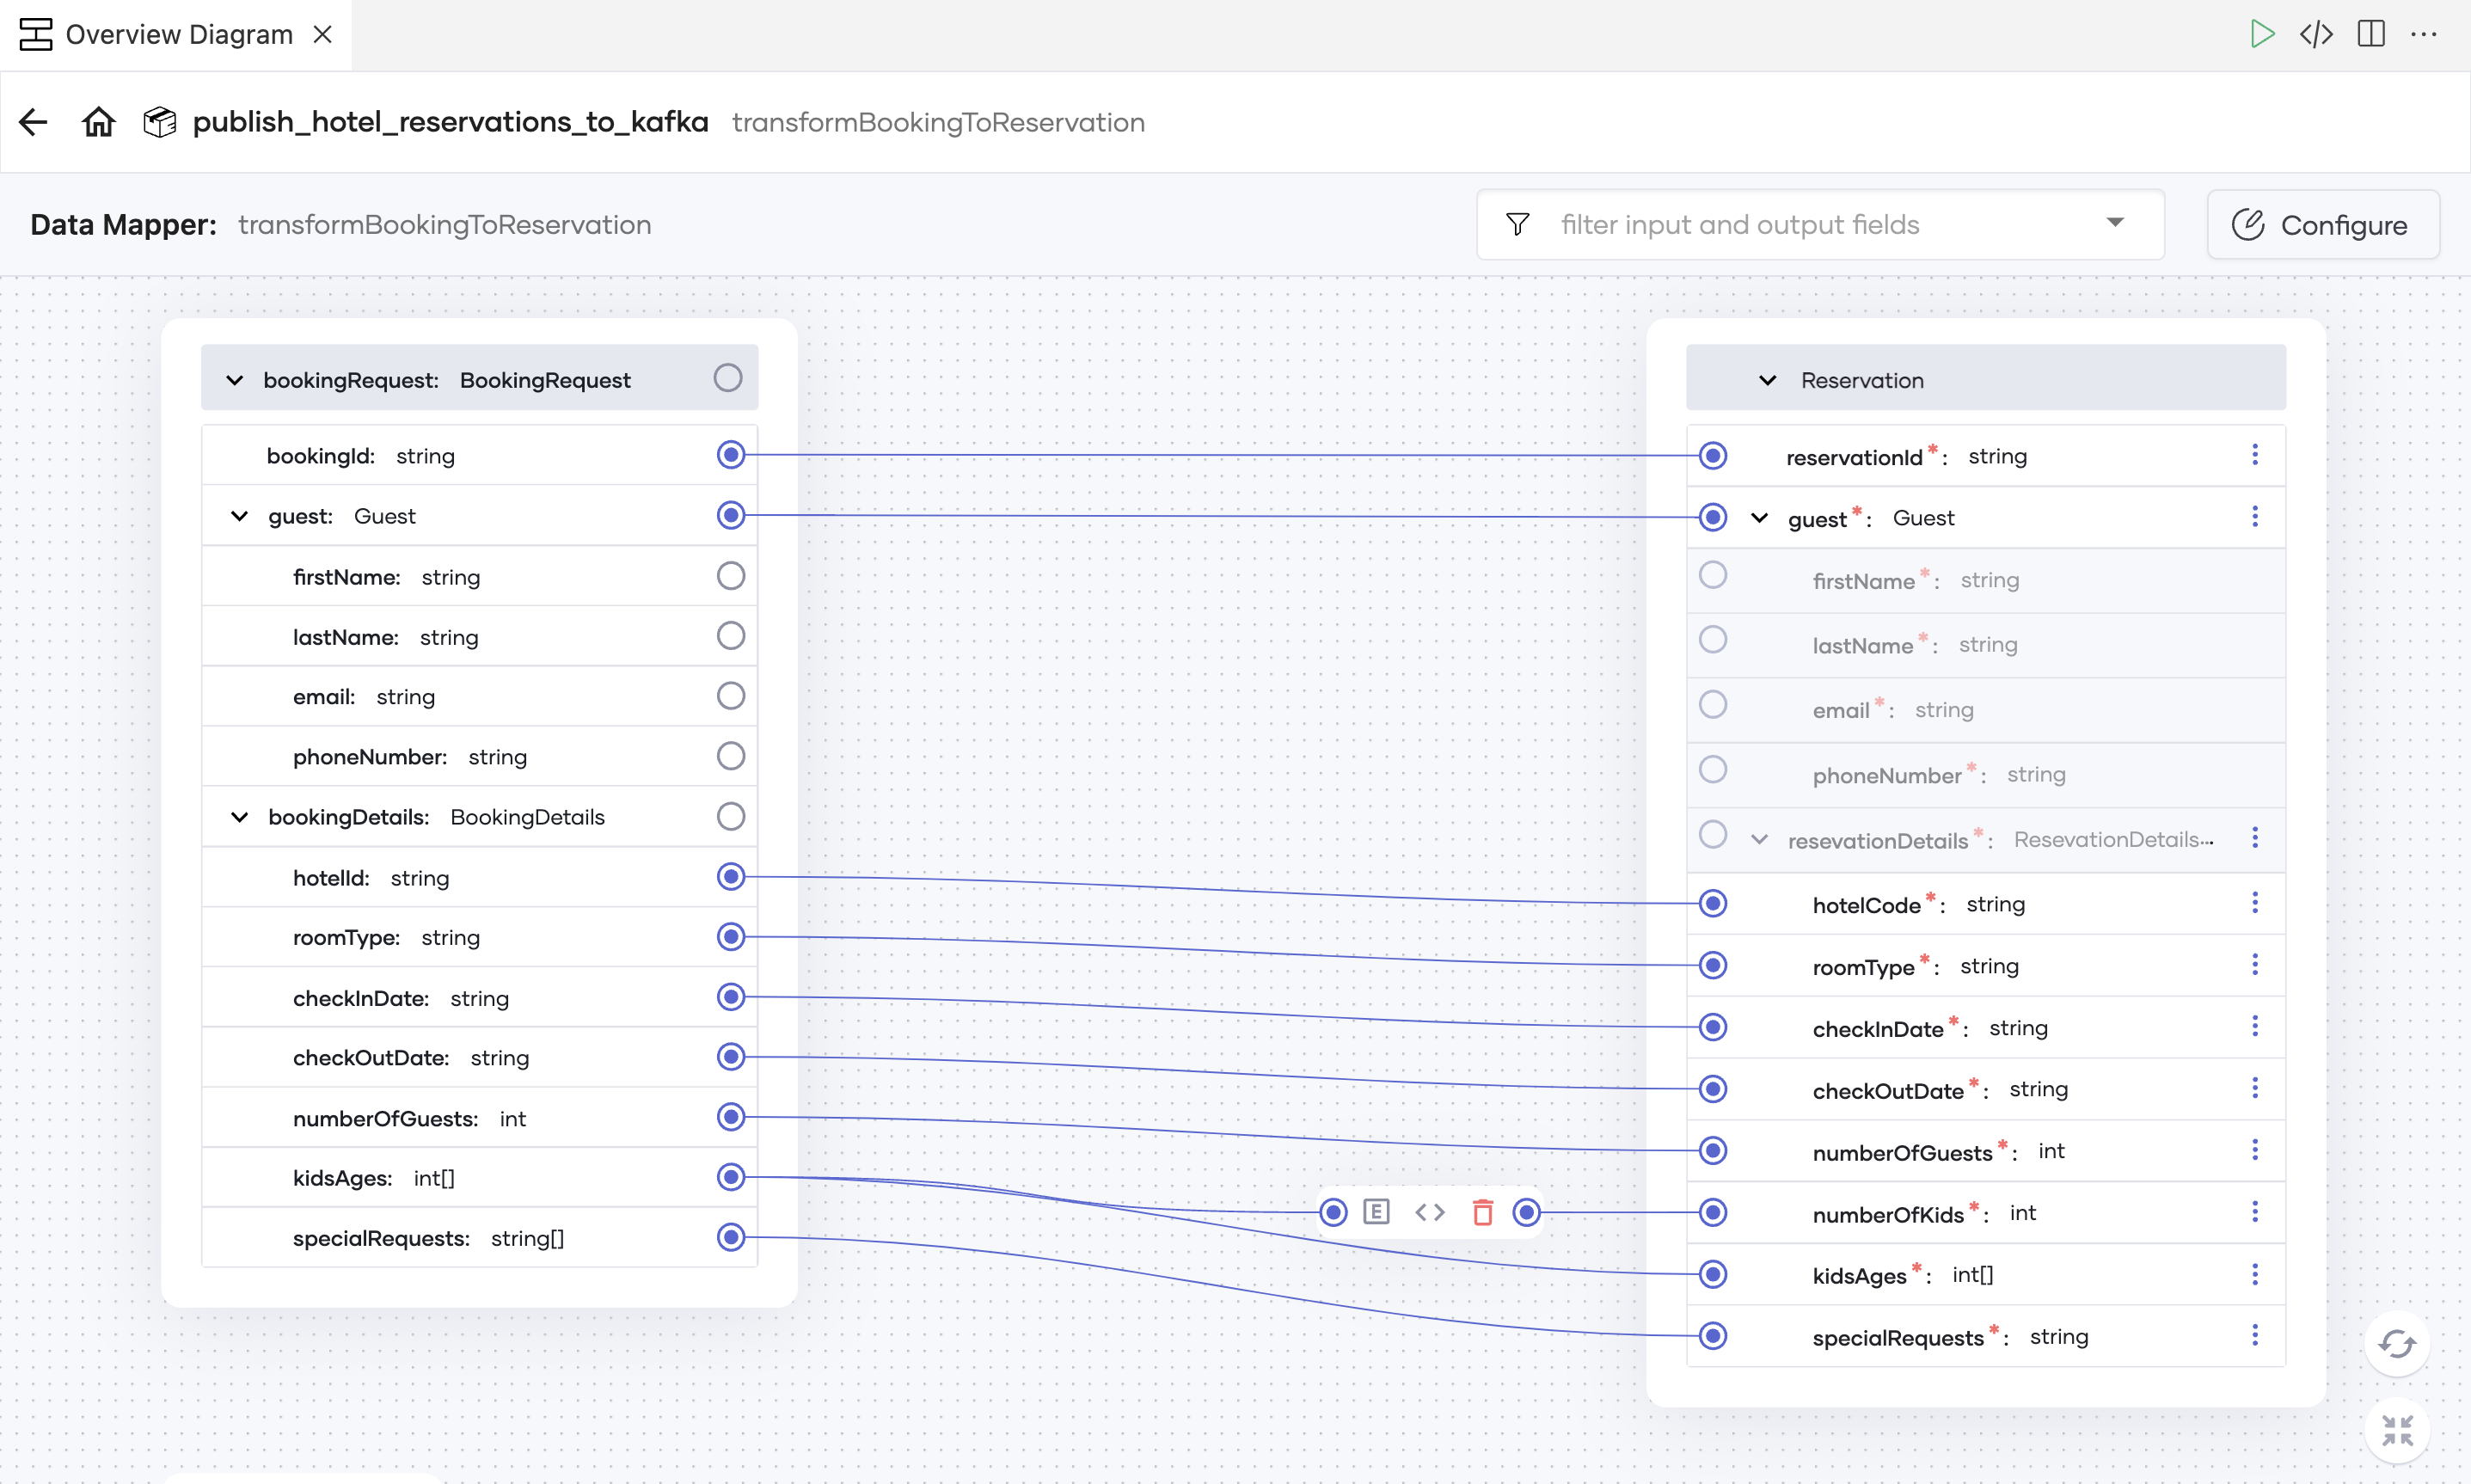 Overview Diagram
publish_hotel_reservations_to_kafka transformBookingToReservation
Data Mapper: transformBookingToReservation
filter input and output fields
Configure
bookingRequest: BookingRequest
bookingId: string
guest: Guest
firstName: string
lastName: string
email: string
phoneNumber: string
bookingDetails: BookingDetails
hotelId: string
roomType: string
checkInDate: string
checkOutDate: string
numberOfGuests: int
kidsAges: int[]
specialRequests: string[]
E
Reservation
reservationId*: string
guest*: Guest
firstName*: string
lastName*: string
email*: string
phoneNumber*: string
resevationDetails*: ResevationDetails...
hotelCode*: string
roomType*: string
checkInDate*: string
checkOutDate*: string
numberOfGuests*: int
numberOfKids*: int
kidsAges*: int[]
specialRequests*: string